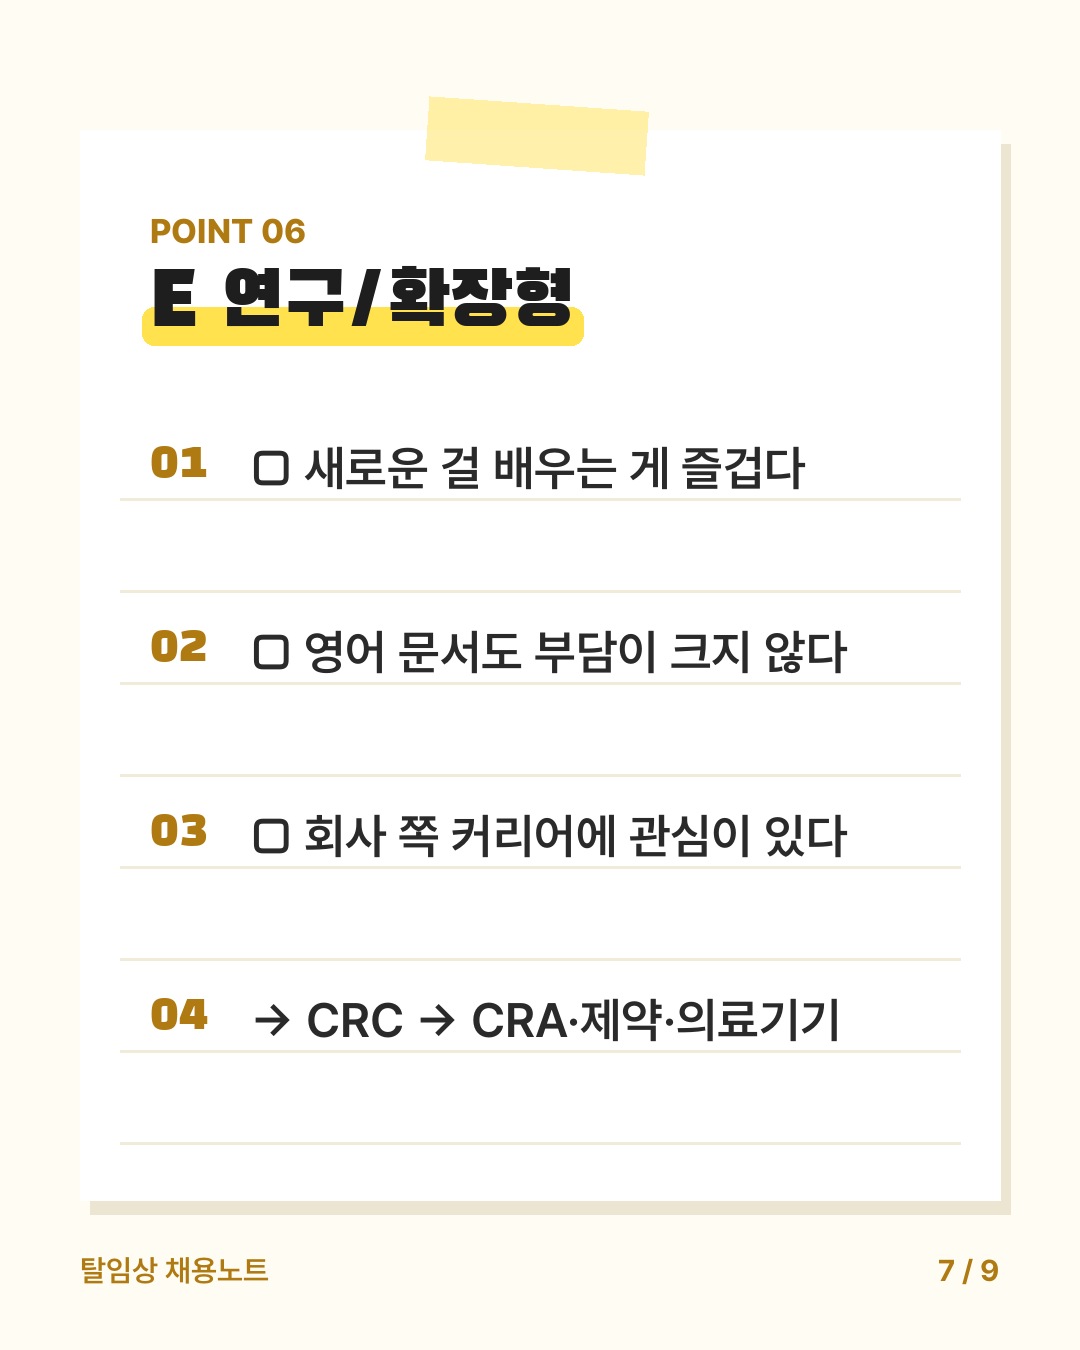 POINT 06
E 연구/확장형
01 □ 새로운 걸 배우는 게 즐겁다
02 □ 영어 문서도 부담이 크지 않다
03 □ 회사 쪽 커리어에 관심이 있다
04 → CRC → CRA·제약·의료기기
탈임상 채용노트
7 / 9